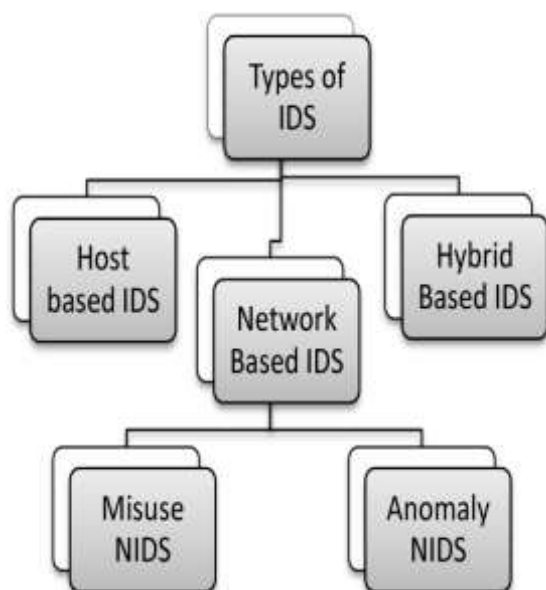 Types of
IDS
Host
based IDS
Network
Based IDS
Hybrid
Based IDS
Misuse
NIDS
Anomaly
NIDS